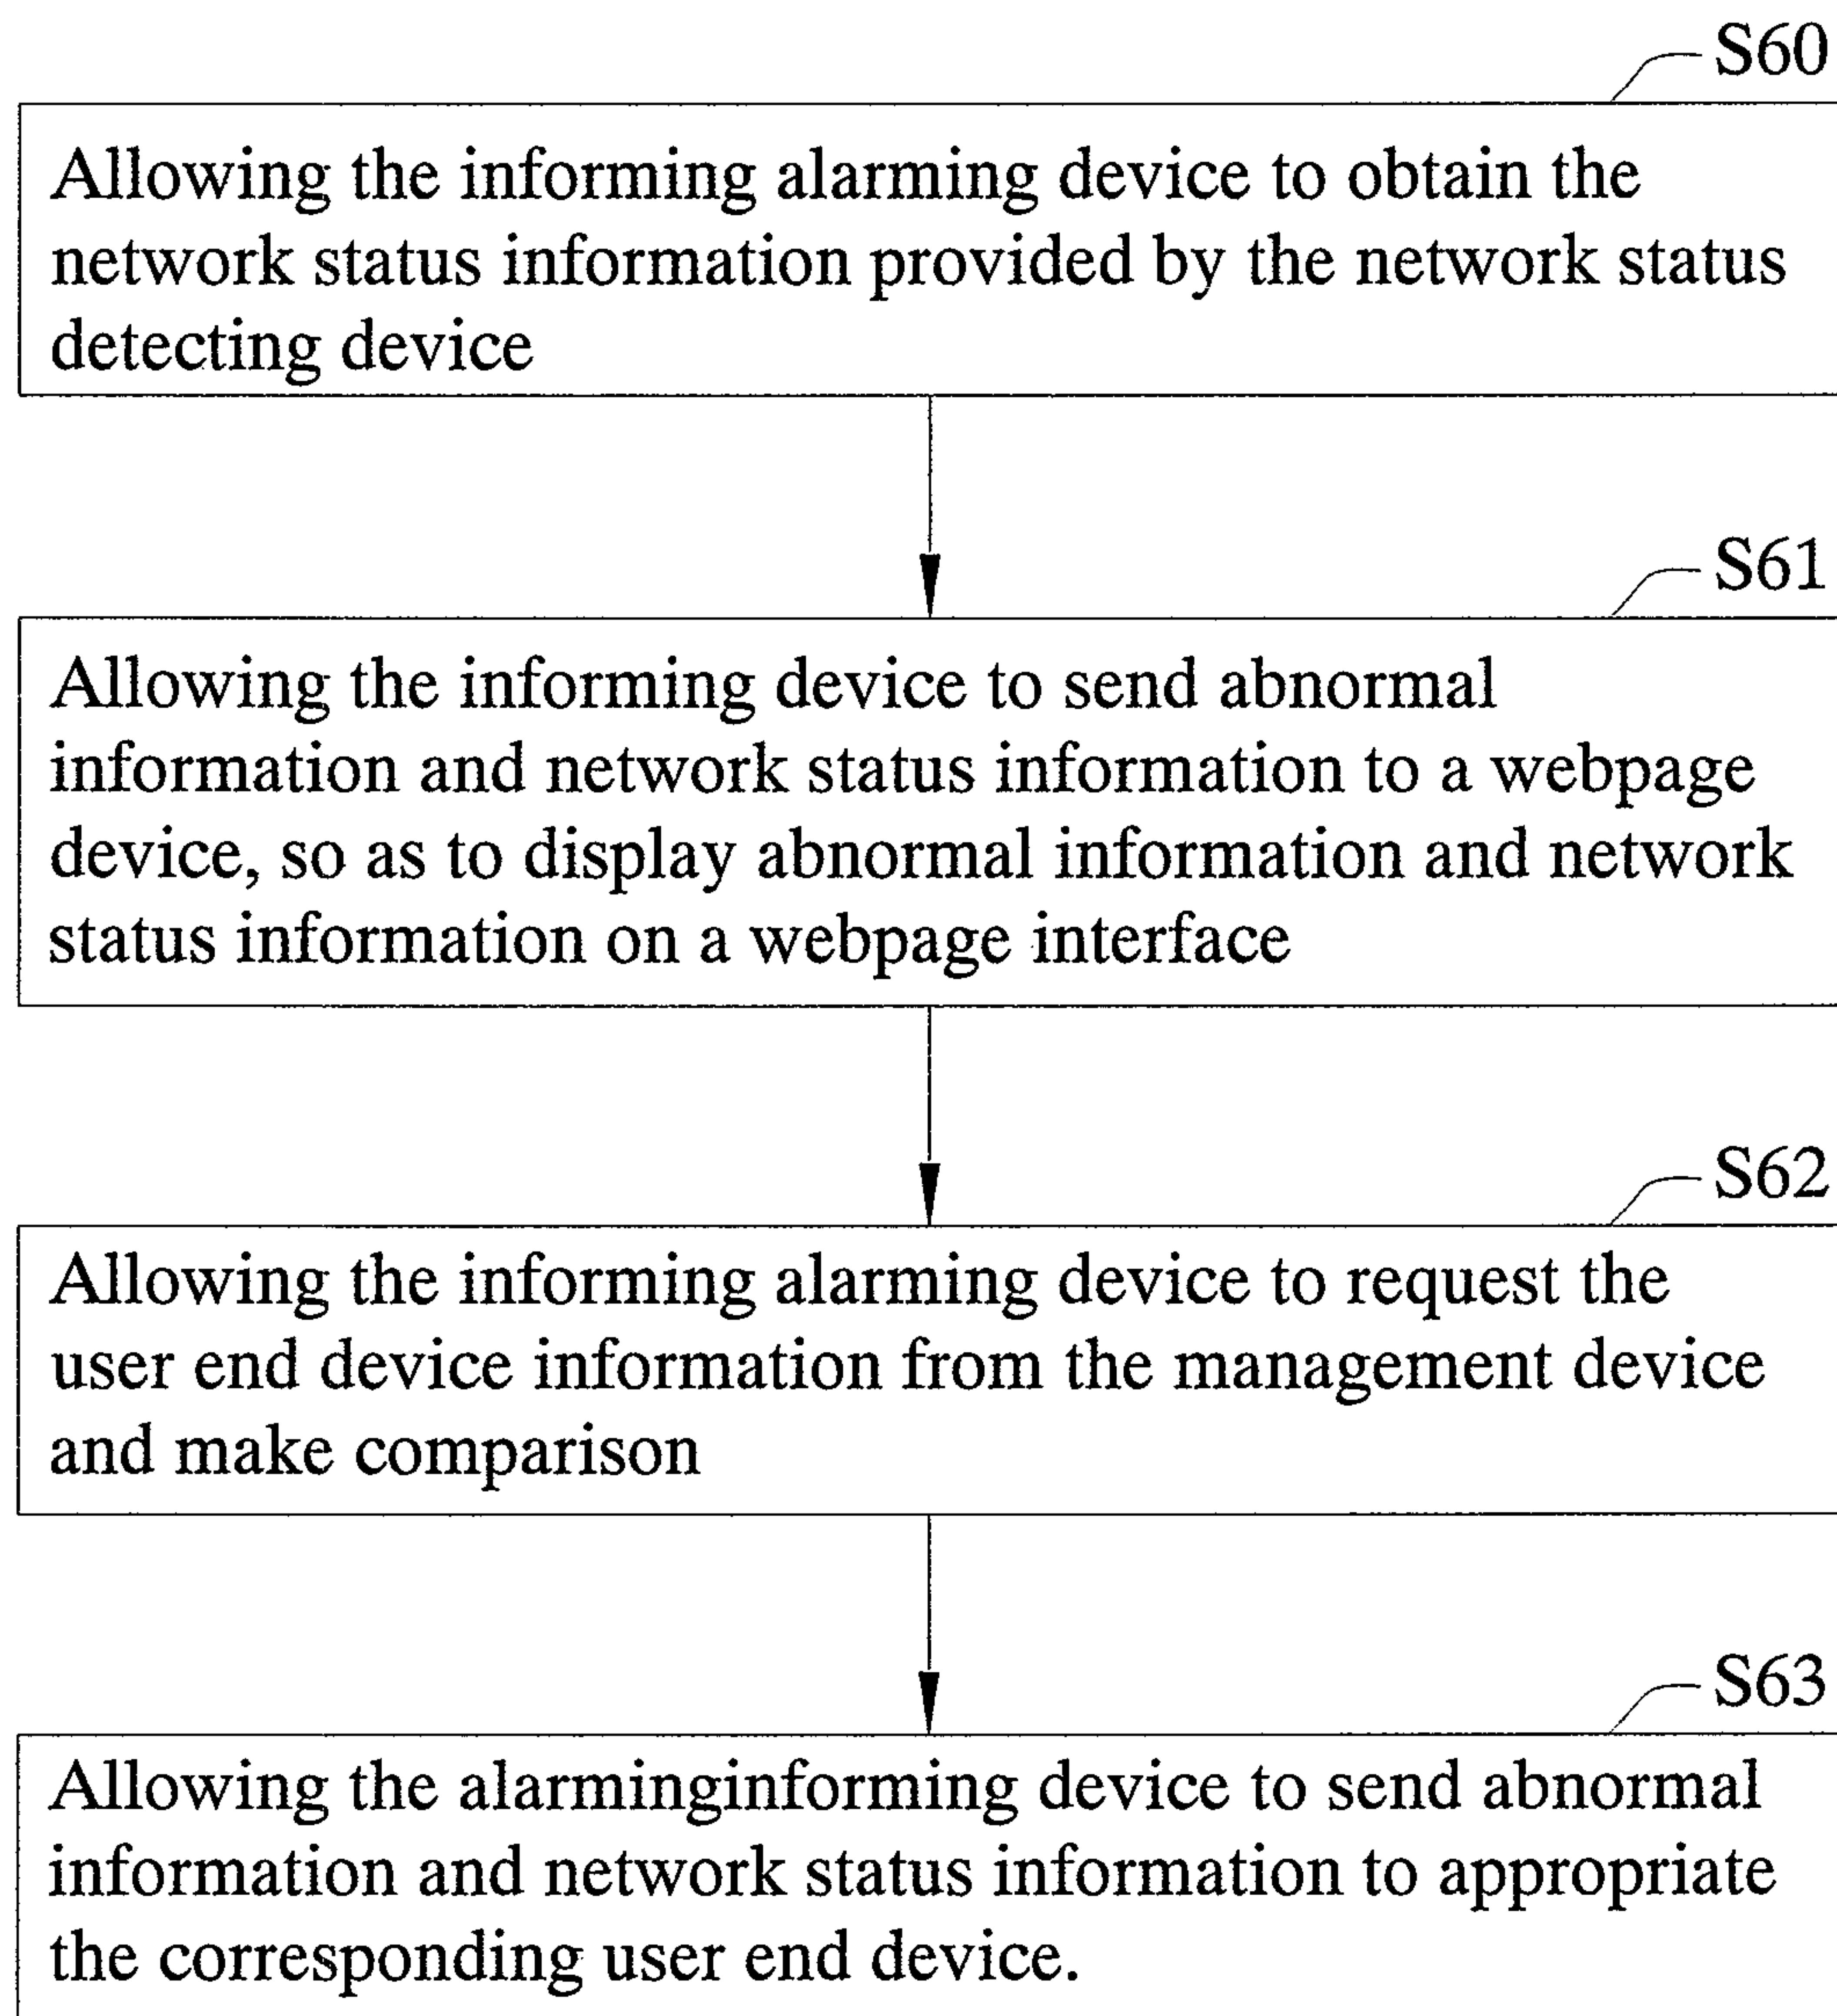 S60
Allowing the informing alarming device to obtain the
network status information provided by the network status
detecting device
S61
Allowing the informing device to send abnormal
information and network status information to a webpage
device, so as to display abnormal information and network
status information on a webpage interface
S62
Allowing the informing alarming device to request the
user end device information from the management device
and make comparison
S63
Allowing the alarminginforming device to send abnormal
information and network status information to appropriate
the corresponding user end device.